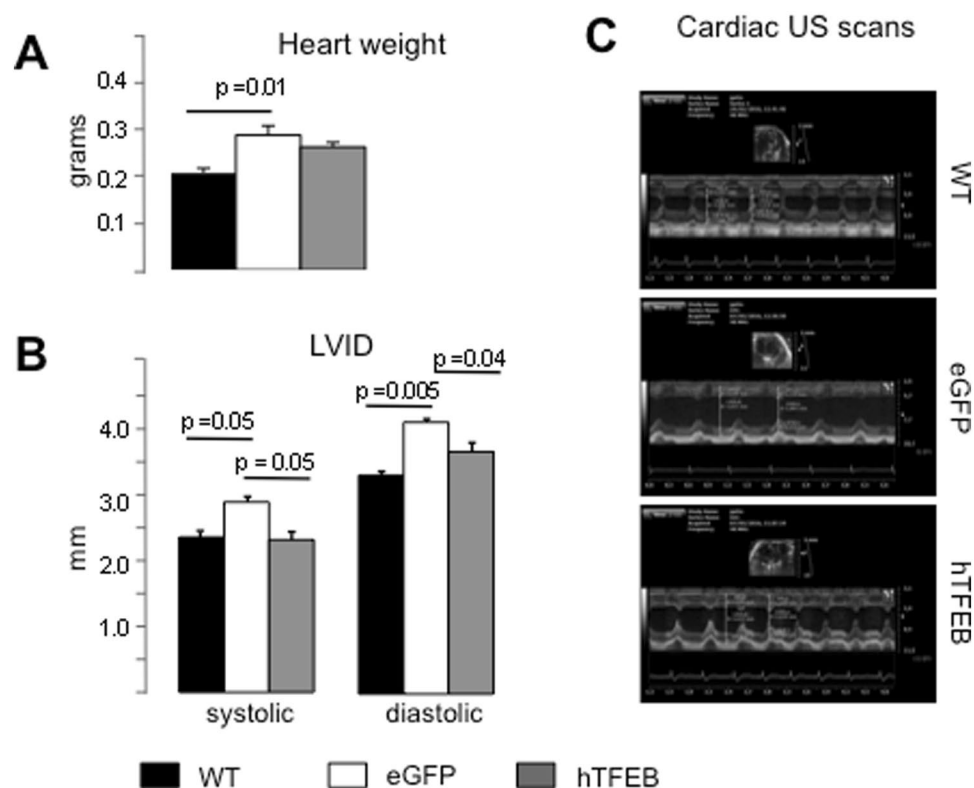 A
Heart weight
p =0.01
grams
0.4
0.3
0.2
0.1
B
LVID
p =0.04
p =0.005
p =0.05
p = 0.05
mm
4.0
3.0
2.0
1.0
systolic
diastolic
WT
eGFP
hTFEB
C
Cardiac US scans
WT
eGFP
hTFEB